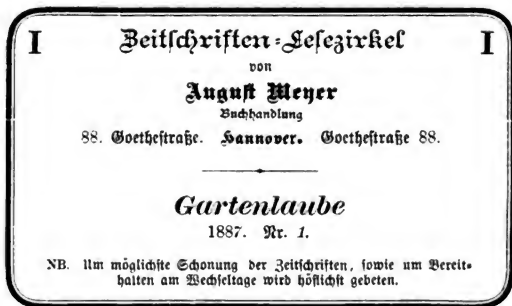 I Zeitschriften-Lesezirkel I
von
August Meyer
Buchhandlung
88. Goethestraße. Hannover. Goethestraße 88.
Gartenlaube
1887. Nr. 1.
NB. Um möglichste Schonung der Zeitschriften, sowie um Bereit-
halten am Wechseltage wird höflichst gebeten.